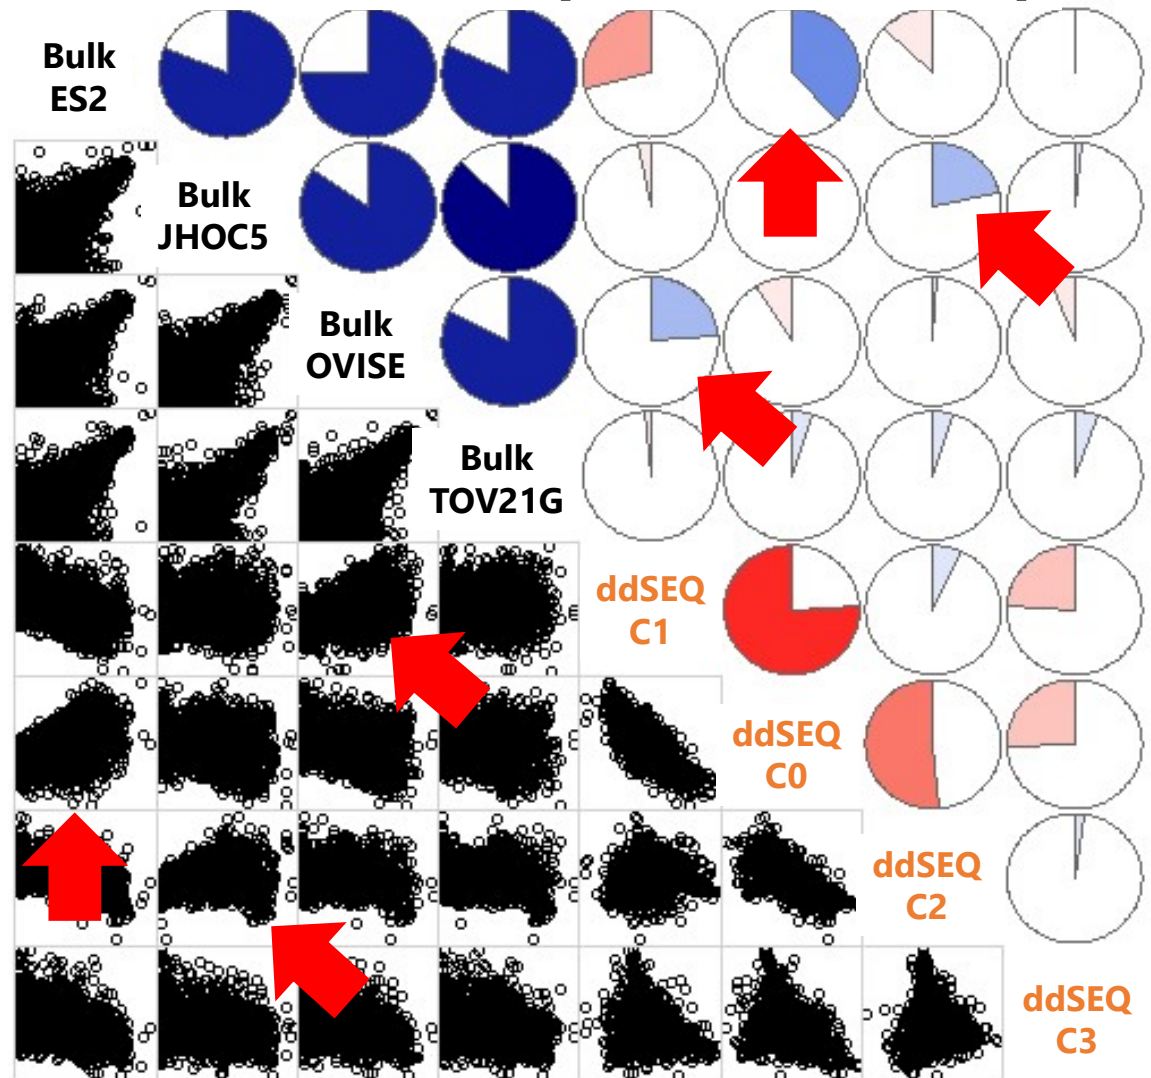 Bulk
ES2
Bulk
JHOC5
Bulk
OVISE
Bulk
TOV21G
ddSEQ
C1
ddSEQ
C0
ddSEQ
C2
ddSEQ
C3